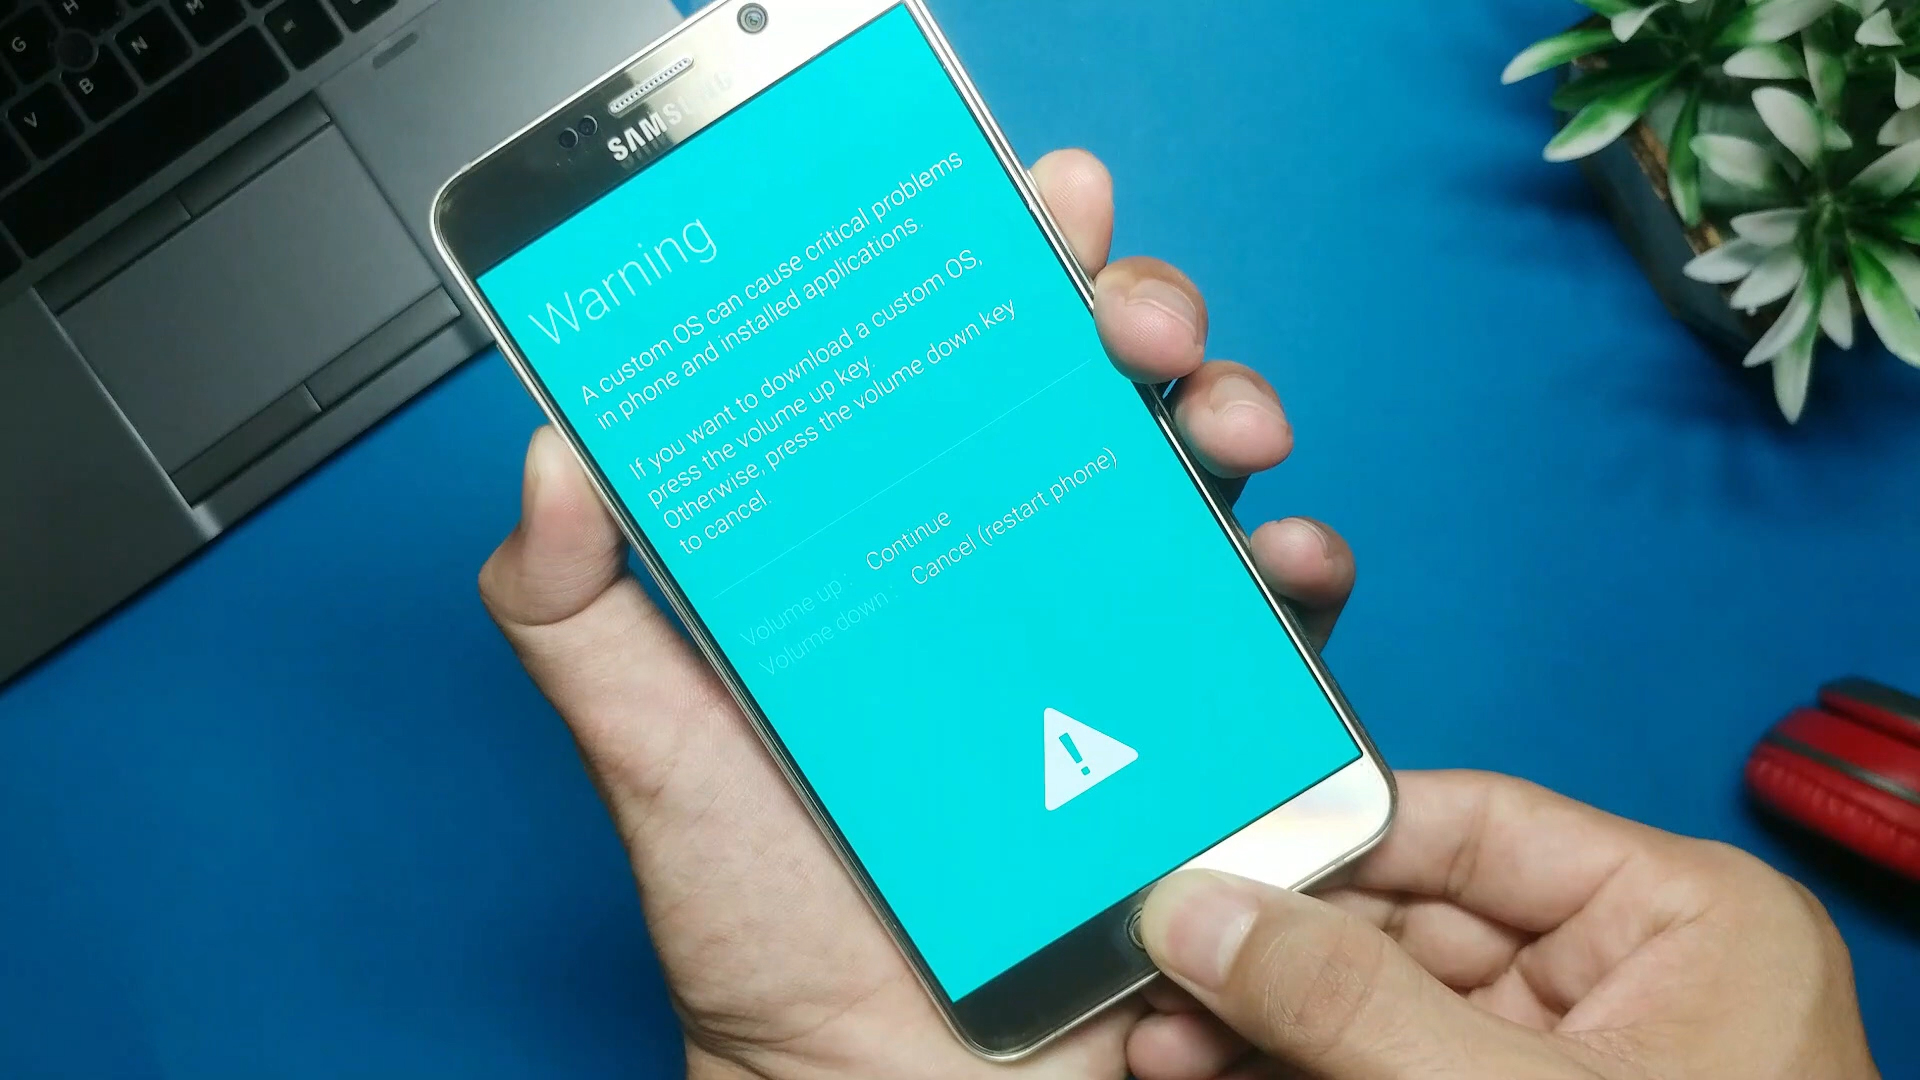 G
H
N
M
B
V
SAMSUNG
Warning
A custom OS can cause critical problems
in phone and installed applications.
If you want to download a custom OS,
press the volume up key.
Otherwise, press the volume down key
to cancel.
Volume up : Continue
Volume down : Cancel (restart phone)